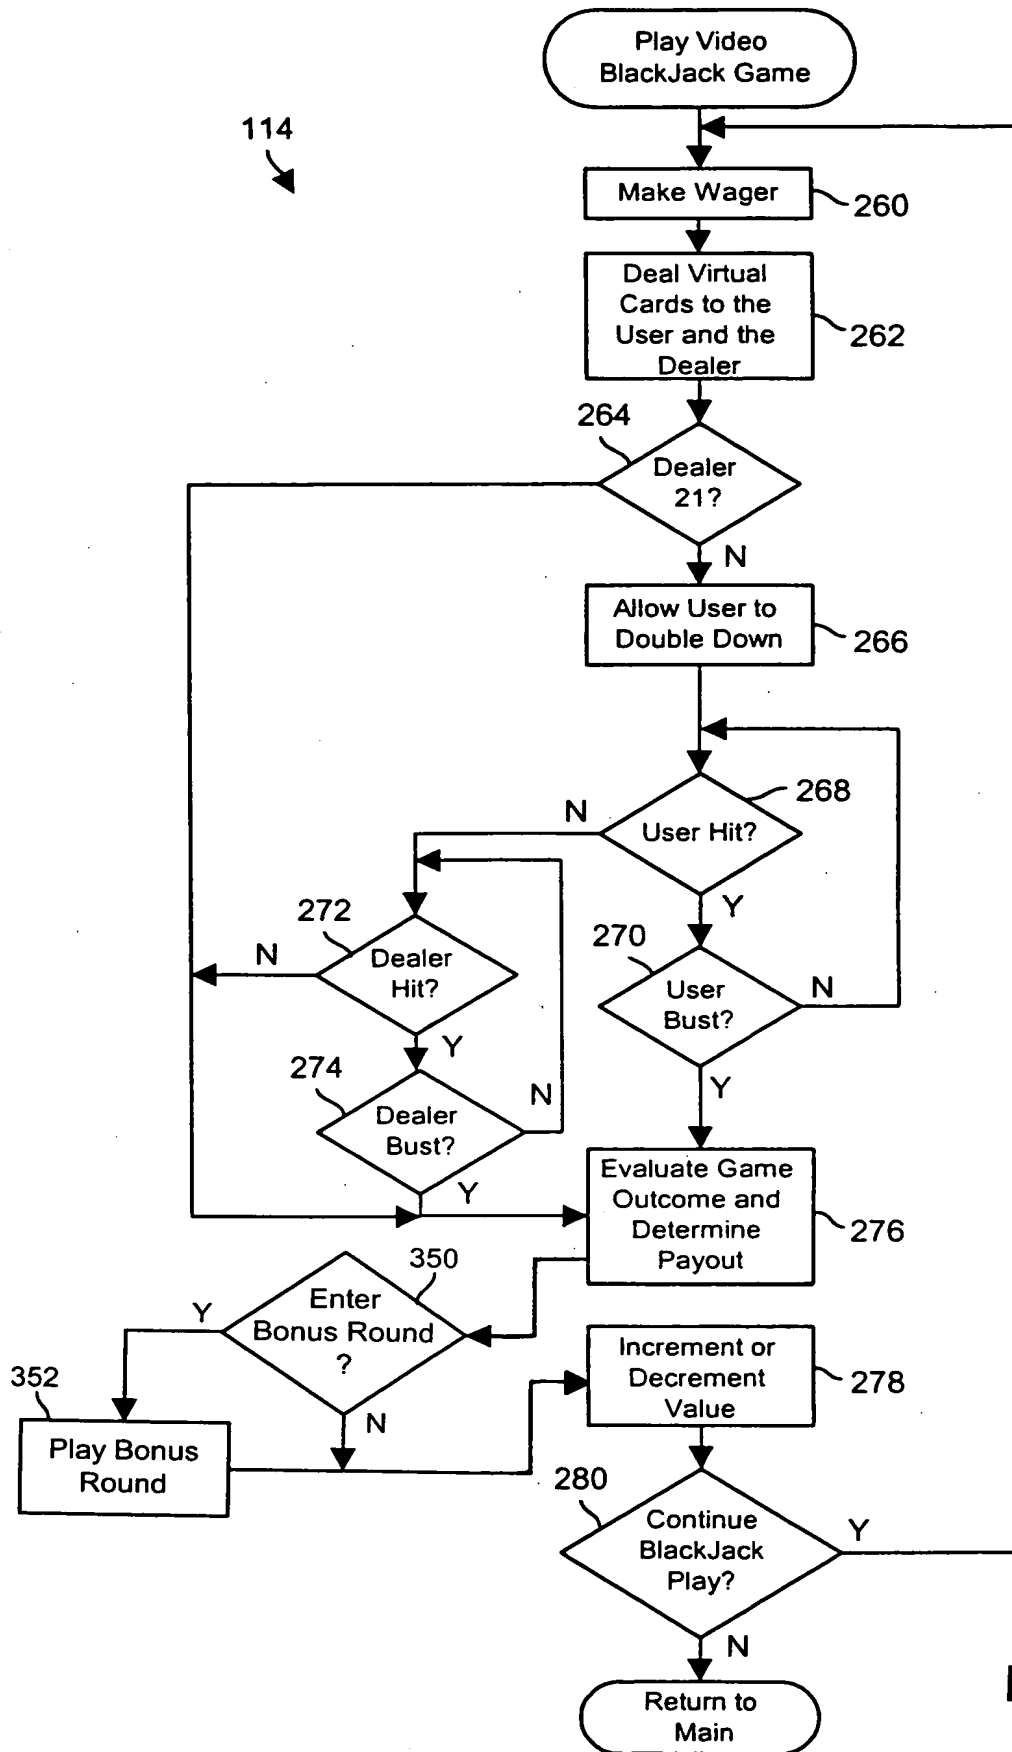 Play Video
BlackJack Game
114
Make Wager
260
Deal Virtual
Cards to the
User and the
Dealer
262
264
Dealer
21?
N
Allow User to
Double Down
266
268
N
User Hit?
Y
272
270
N
Dealer
Hit?
User
Bust?
N
Y
274
Y
N
Dealer
Bust?
Y
Evaluate Game
Outcome and
Determine
Payout
276
350
Y
Enter
Bonus Round
?
352
N
Increment or
Decrement
Value
278
Play Bonus
Round
280
Continue
BlackJack
Play?
Y
N
Return to
Main